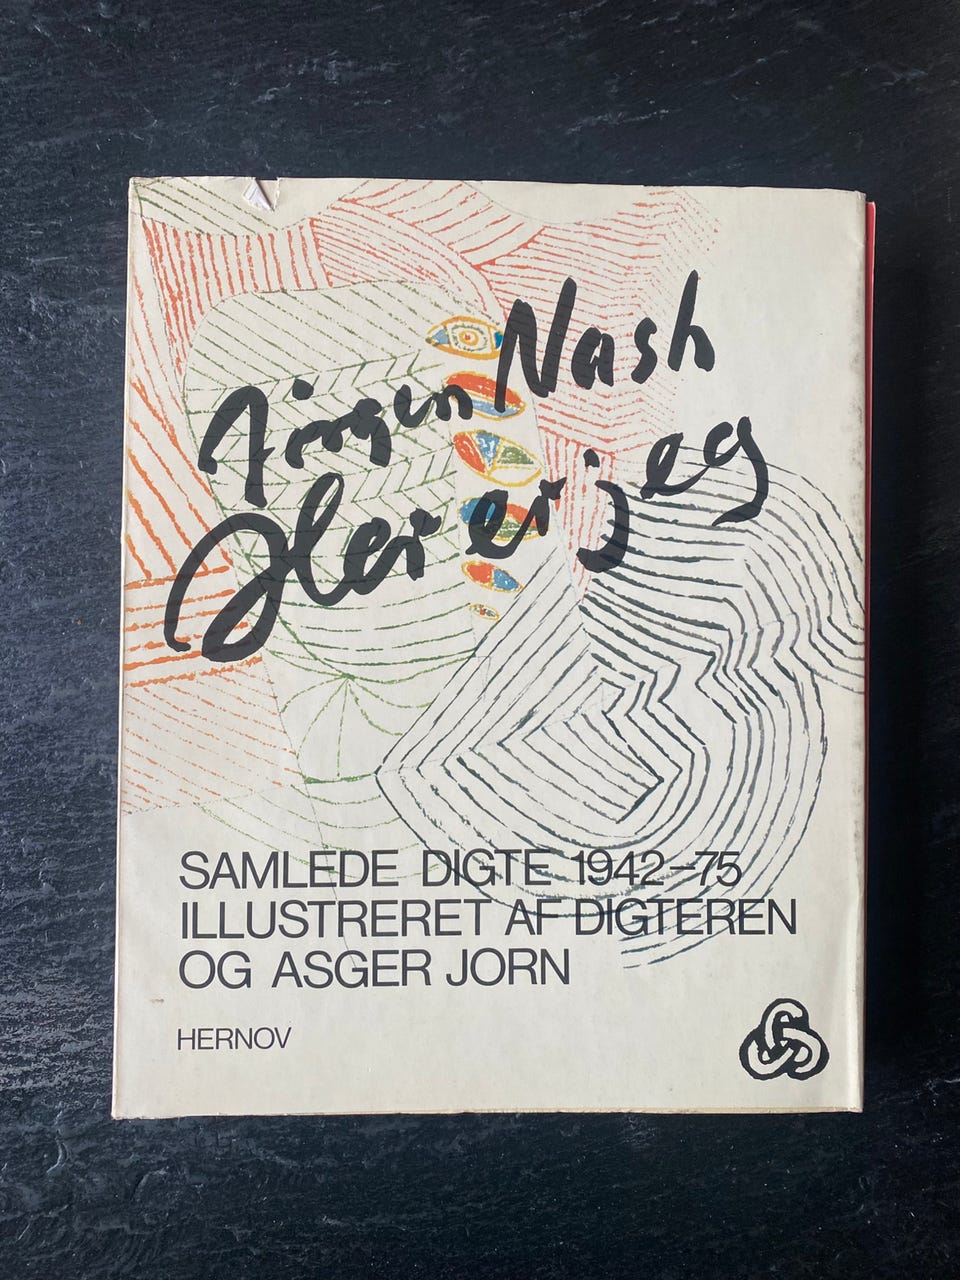 Jørgen Nash
Her er jeg
SAMLEDE DIGTE 1942–75
ILLUSTRERET AF DIGTEREN
OG ASGER JORN
HERNOV